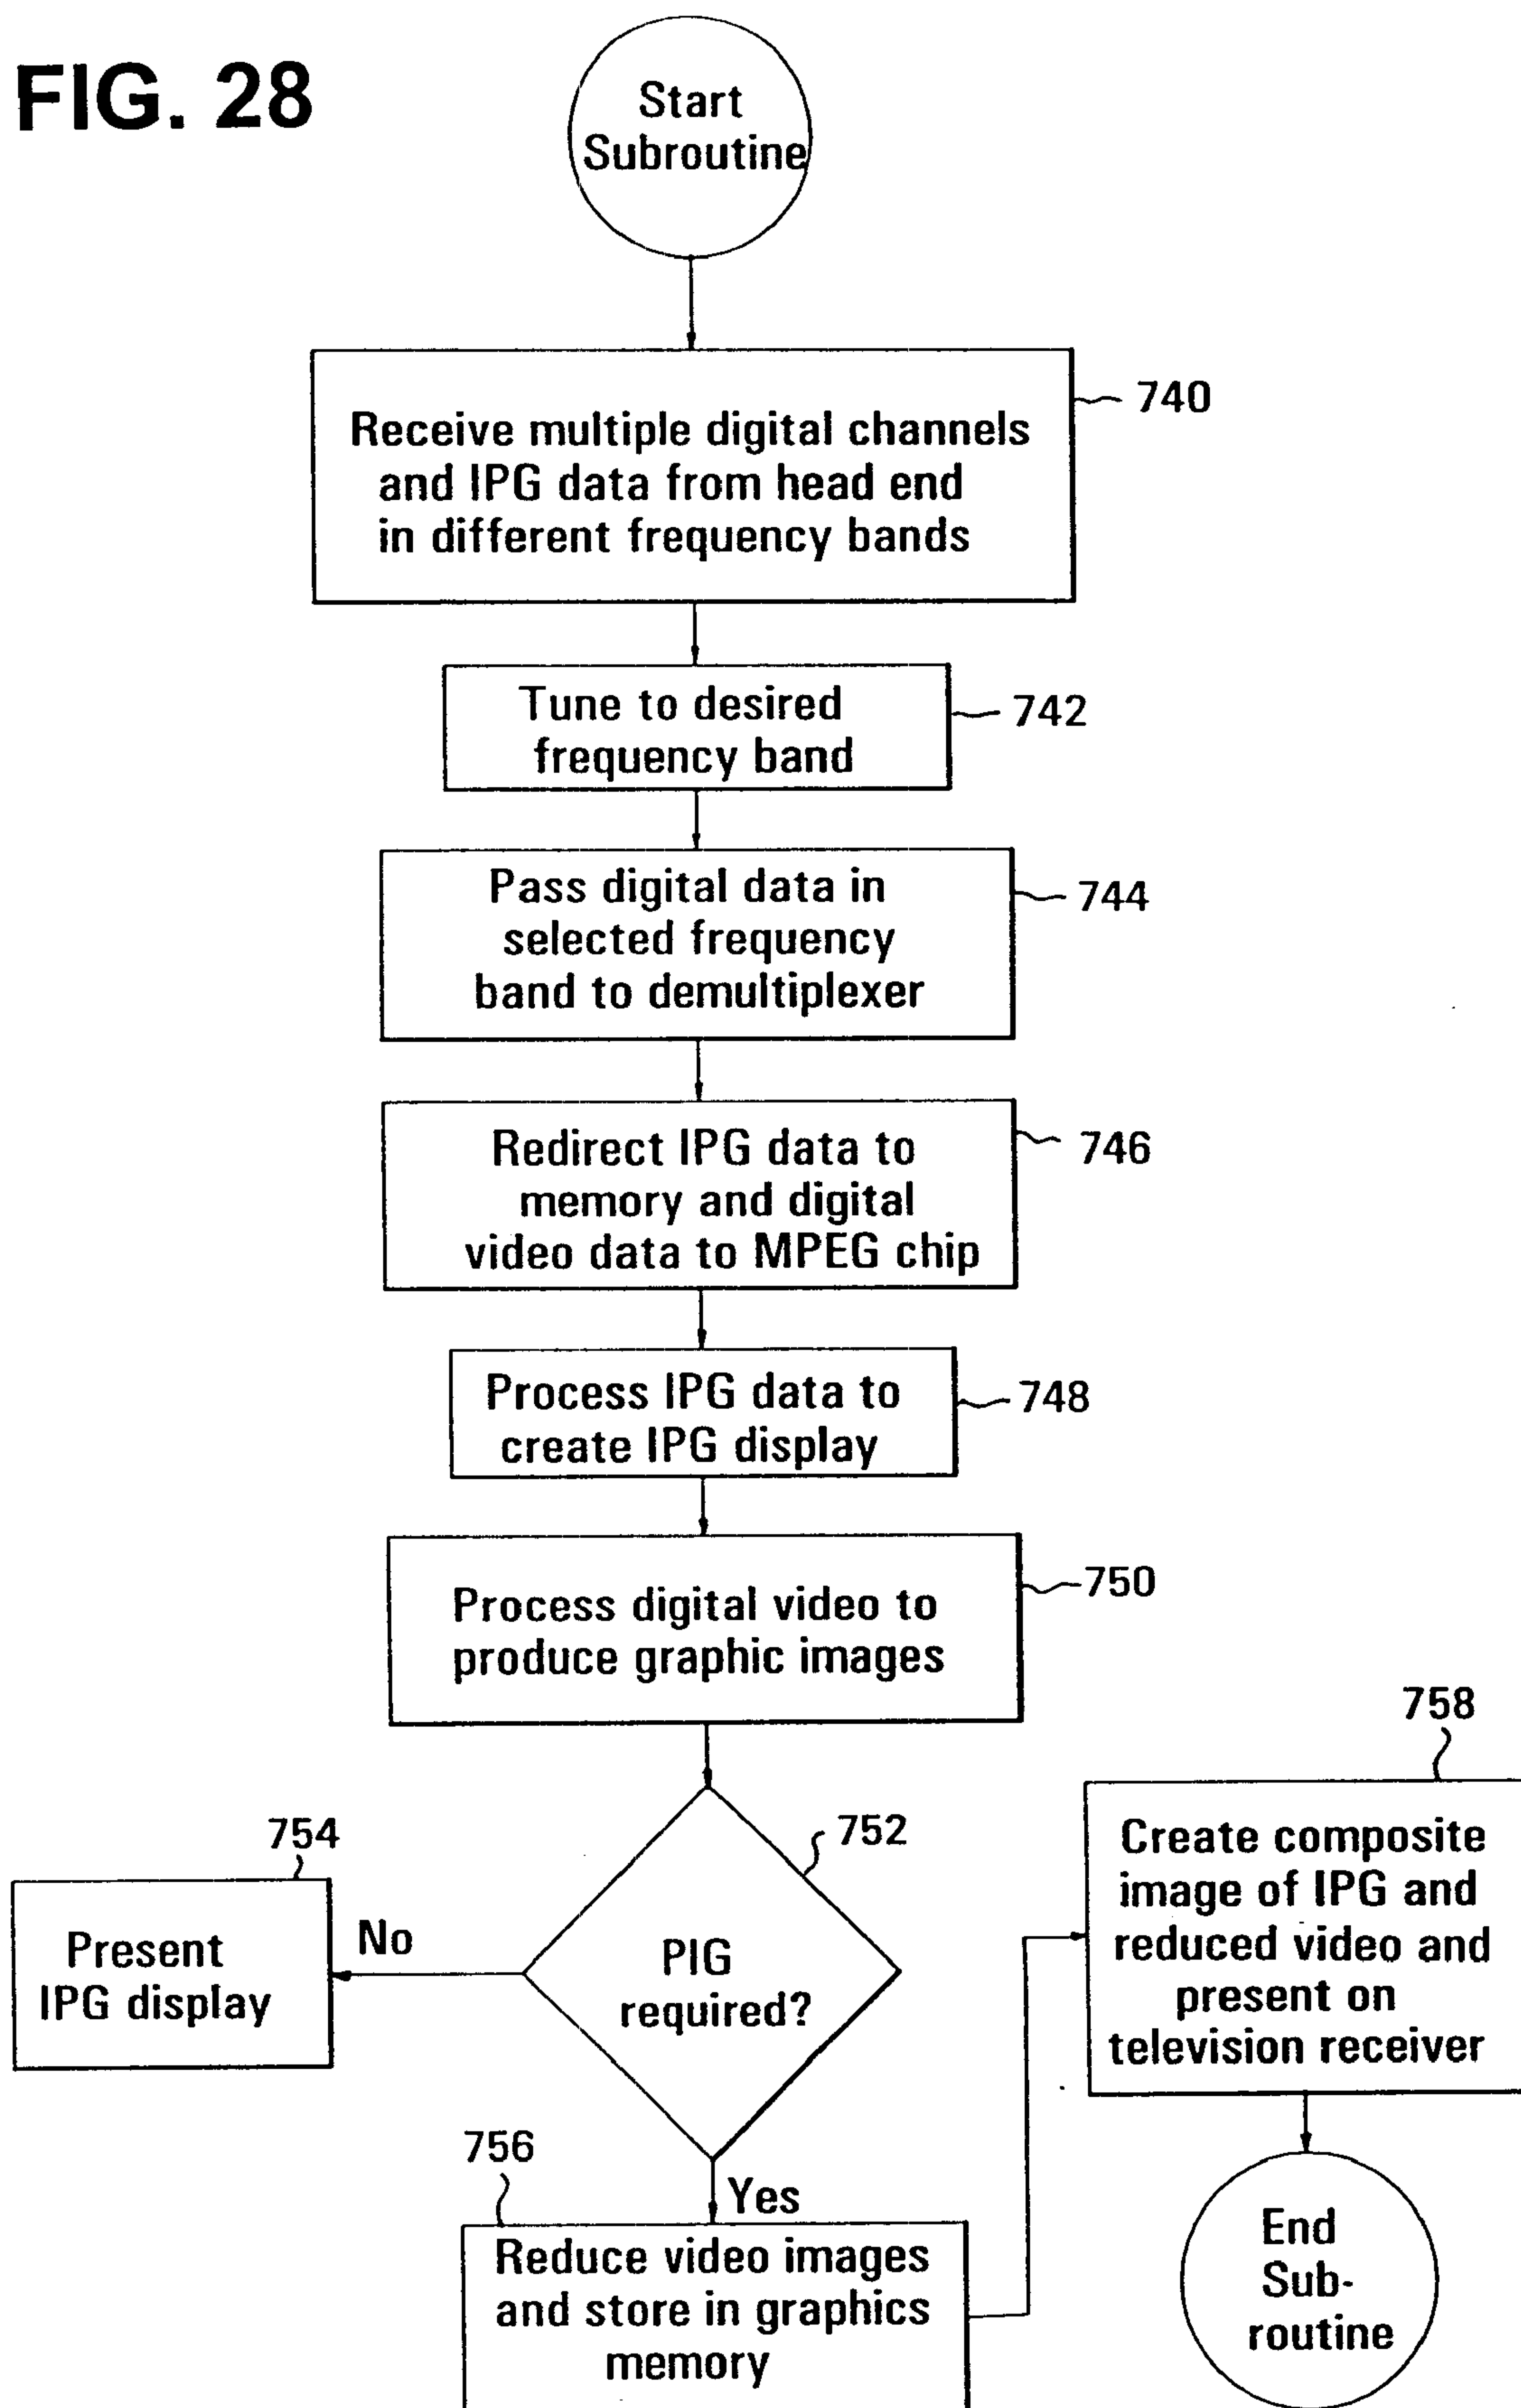 FIG. 28
Start
Subroutine
Receive multiple digital channels
and IPG data from head end
in different frequency bands
740
Tune to desired
frequency band
742
Pass digital data in
selected frequency
band to demultiplexer
744
Redirect IPG data to
memory and digital
video data to MPEG chip
746
Process IPG data to
create IPG display
748
Process digital video to
produce graphic images
750
PIG
required?
752
No
754
Present
IPG display
Yes
756
Reduce video images
and store in graphics
memory
758
Create composite
image of IPG and
reduced video and
present on
television receiver
End
Sub-
routine